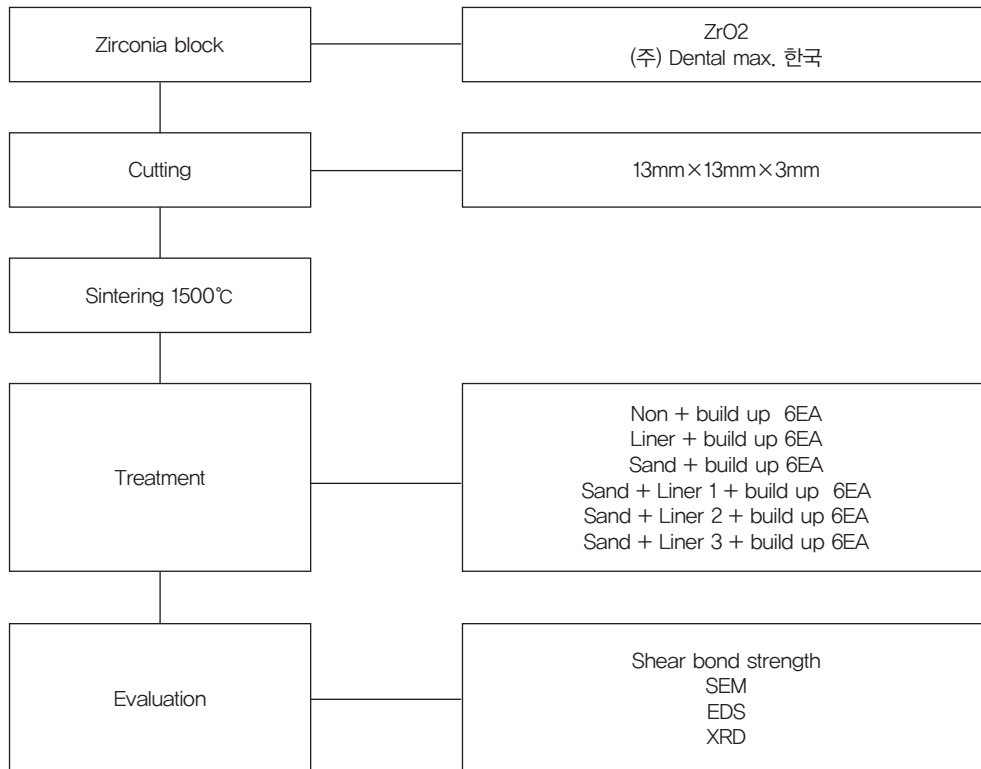 Zirconia block
ZrO2
(주) Dental max. 한국
Cutting
13mm×13mm×3mm
Sintering 1500℃
Treatment
Non + build up 6EA
Liner + build up 6EA
Sand + build up 6EA
Sand + Liner 1 + build up 6EA
Sand + Liner 2 + build up 6EA
Sand + Liner 3 + build up 6EA
Evaluation
Shear bond strength
SEM
EDS
XRD